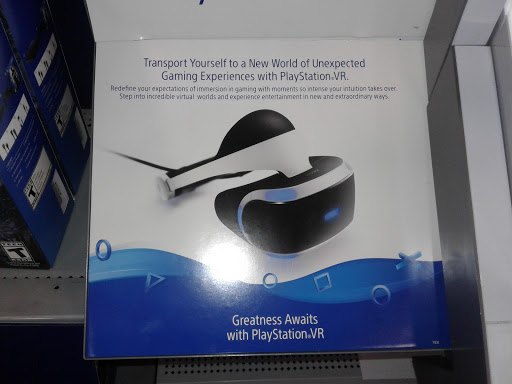 Transport Yourself to a New World of Unexpected
Gaming Experiences with PlayStation®VR.
Redefine your expectations of immersion in gaming with moments so intense your intuition takes over.
Step into incredible virtual worlds and experience entertainment in new and extraordinary ways.
Greatness Awaits
with PlayStation®VR
T
T